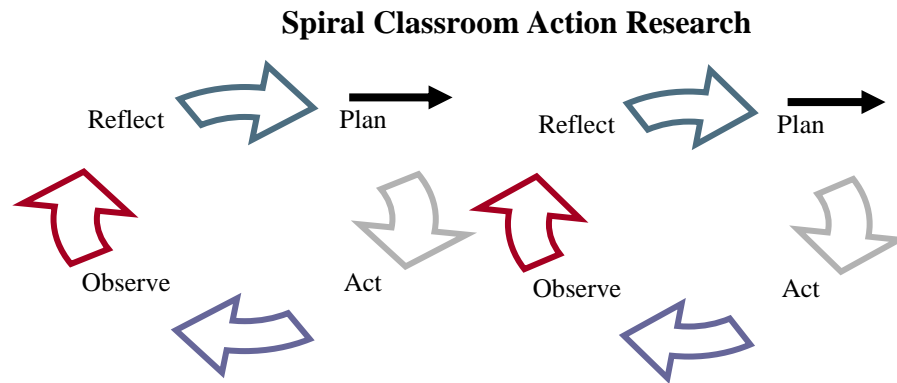 Spiral Classroom Action Research
Reflect
Plan
Observe
Act
Reflect
Plan
Observe
Act